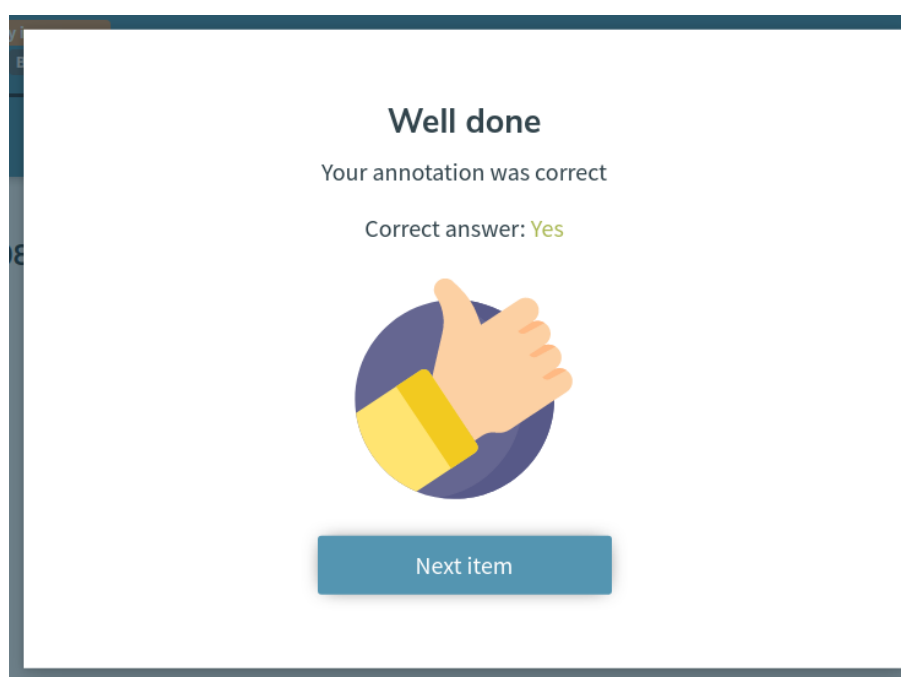 Well done
Your annotation was correct
Correct answer: Yes
Next item